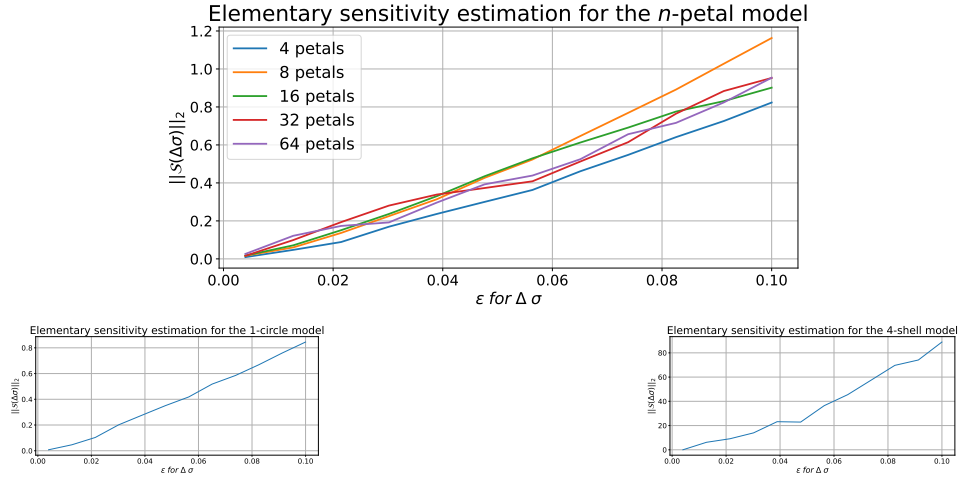 Elementary sensitivity estimation for the n-petal model
1.2
1.0
0.8
0.6
0.4
0.2
0.0
||𝒮(Δσ)||₂
4 petals
8 petals
16 petals
32 petals
64 petals
0.00 0.02 0.04 0.06 0.08 0.10
ε for Δ σ
Elementary sensitivity estimation for the 1-circle model
0.8
0.6
0.4
0.2
0.0
||𝒮(Δσ)||₂
0.00 0.02 0.04 0.06 0.08 0.10
ε for Δ σ
Elementary sensitivity estimation for the 4-shell model
80
60
40
20
0
||𝒮(Δσ)||₂
0.00 0.02 0.04 0.06 0.08 0.10
ε for Δ σ